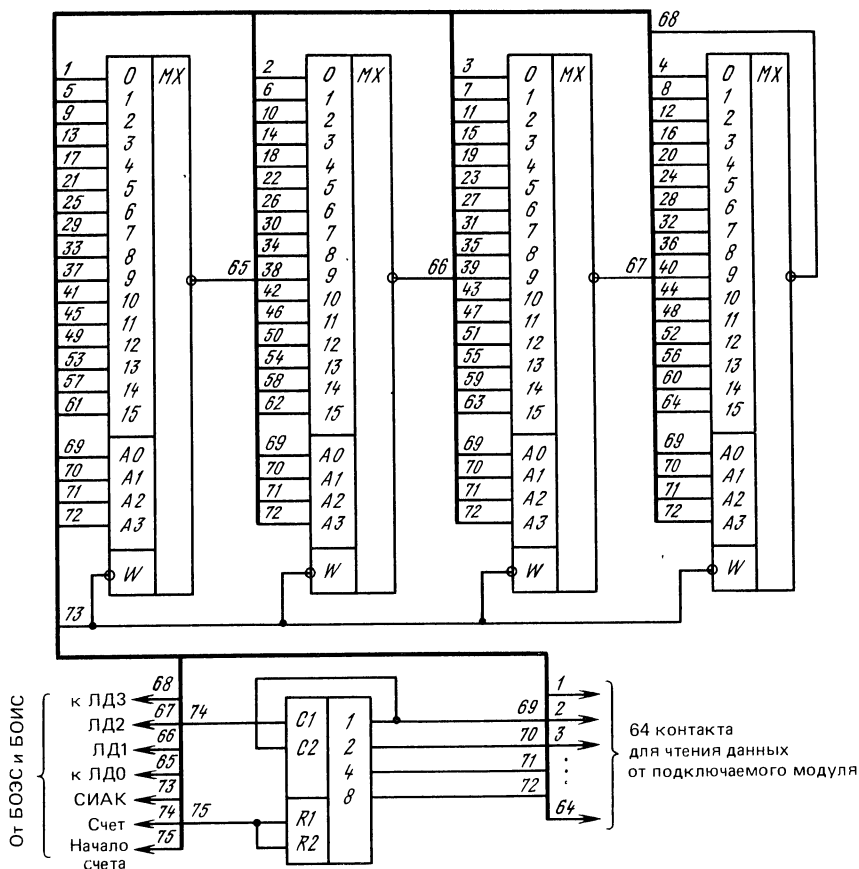 68
1 0 MX 2 0 MX 3 0 MX 4 0 MX
5 1 6 1 7 1 8 1
9 2 10 2 11 2 12 2
13 3 14 3 15 3 16 3
17 4 18 4 19 4 20 4
21 5 22 5 23 5 24 5
25 6 26 6 27 6 28 6
29 7 30 7 31 7 32 7
33 8 34 8 35 8 36 8
37 9 65 38 9 66 39 9 67 40 9
41 10 42 10 43 10 44 10
45 11 46 11 47 11 48 11
49 12 50 12 51 12 52 12
53 13 54 13 55 13 56 13
57 14 58 14 59 14 60 14
61 15 62 15 63 15 64 15
69 A0 69 A0 69 A0 69 A0
70 A1 70 A1 70 A1 70 A1
71 A2 71 A2 71 A2 71 A2
72 A3 72 A3 72 A3 72 A3
W W W W
73
От БОЭС и БОИС
к ЛД3 68
ЛД2 67 74 C1 1 69
ЛД1 66 C2 2 70
к ЛД0 65 4 71
СИАК 73 8 72
Счет 74 75 R1
Начало счета 75 R2
1
2
3
64
64 контакта
для чтения данных
от подключаемого модуля